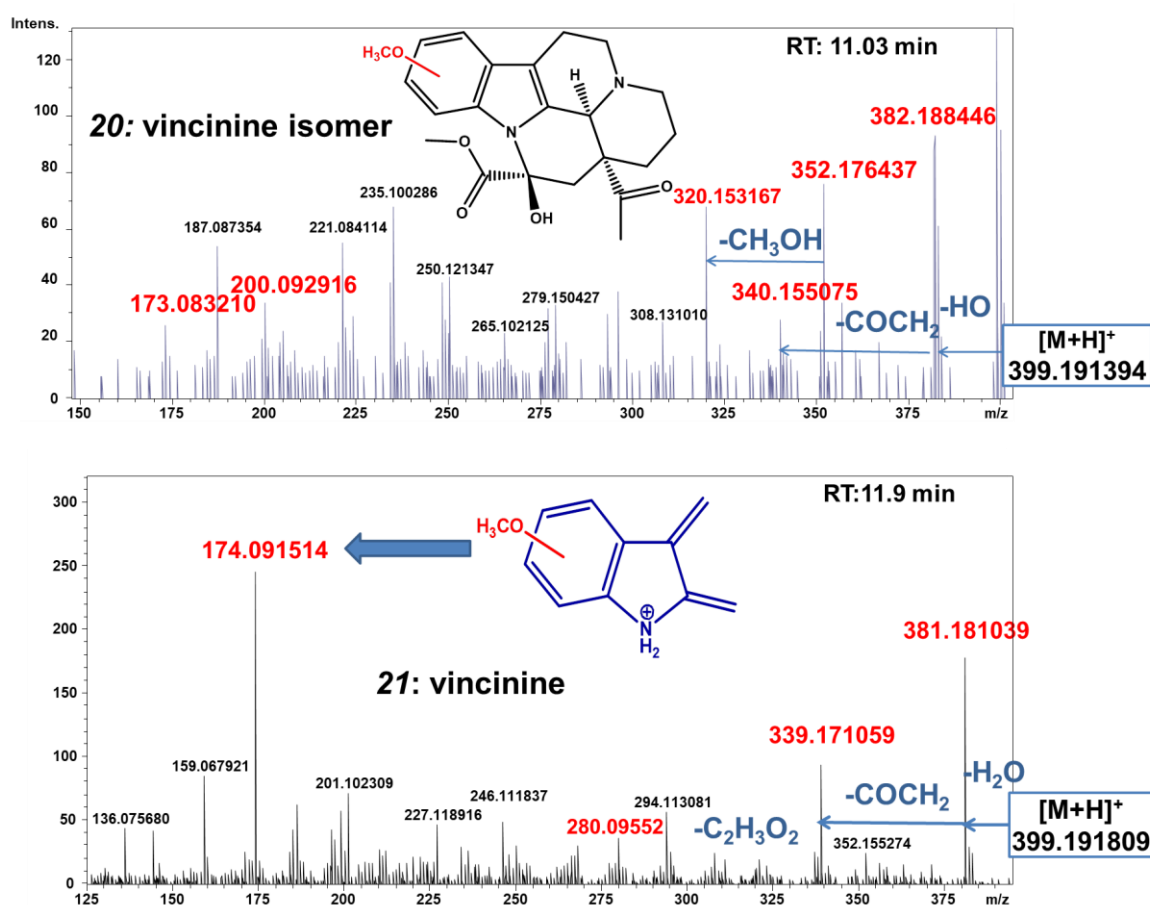 Intens.
RT: 11.03 min
120
100
80
60
40
20
0
H₃CO
H
N
N
O
O
OH
O
20: vincinine isomer
382.188446
352.176437
320.153167
-CH₃OH
235.100286
187.087354
221.084114
173.083210
200.092916
250.121347
265.102125
279.150427
308.131010
340.155075
-COCH₂
-HO
[M+H]⁺
399.191394
150
175
200
225
250
275
300
325
350
375
m/z
RT:11.9 min
300
250
200
150
100
50
0
174.091514
H₃CO
⊕
N
H₂
21: vincinine
381.181039
339.171059
-H₂O
-COCH₂
[M+H]⁺
399.191809
159.067921
136.075680
201.102309
227.118916
246.111837
280.09552
294.113081
-C₂H₃O₂
352.155274
125
150
175
200
225
250
275
300
325
350
375
m/z